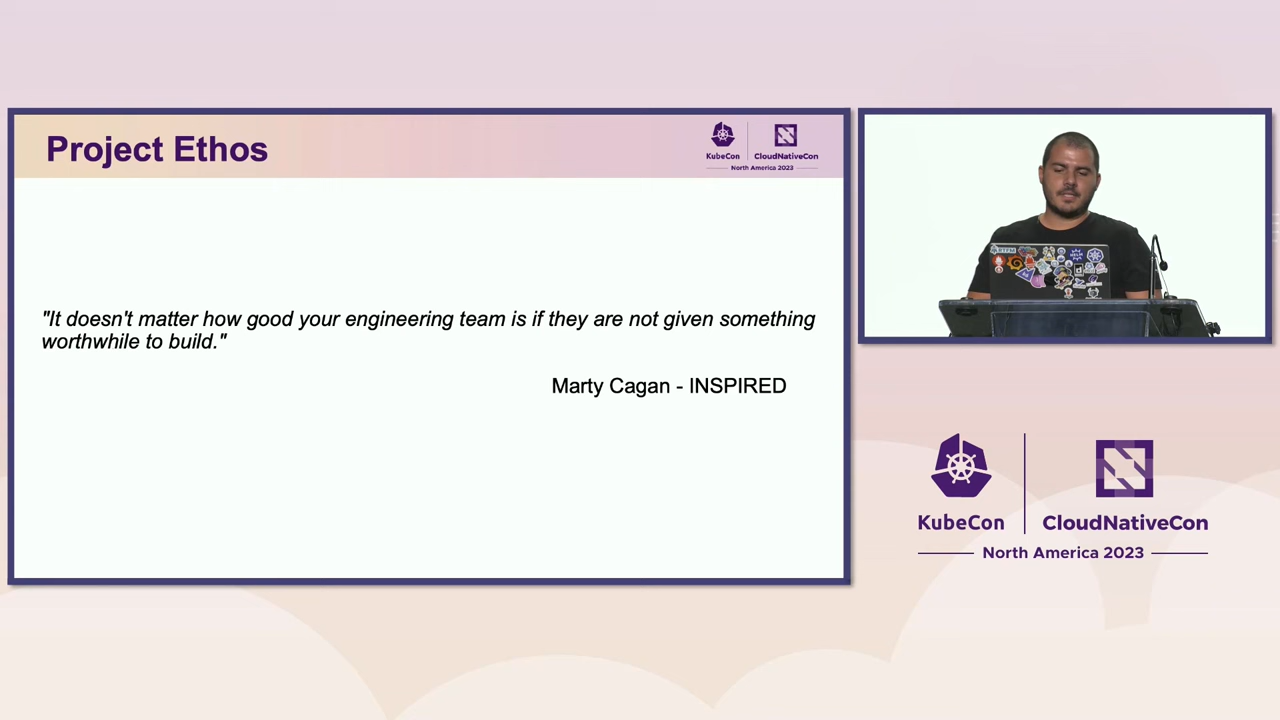 Project Ethos
KubeCon
CloudNativeCon
North America 2023
"It doesn't matter how good your engineering team is if they are not given something
worthwhile to build."
Marty Cagan - INSPIRED
KubeCon
CloudNativeCon
North America 2023